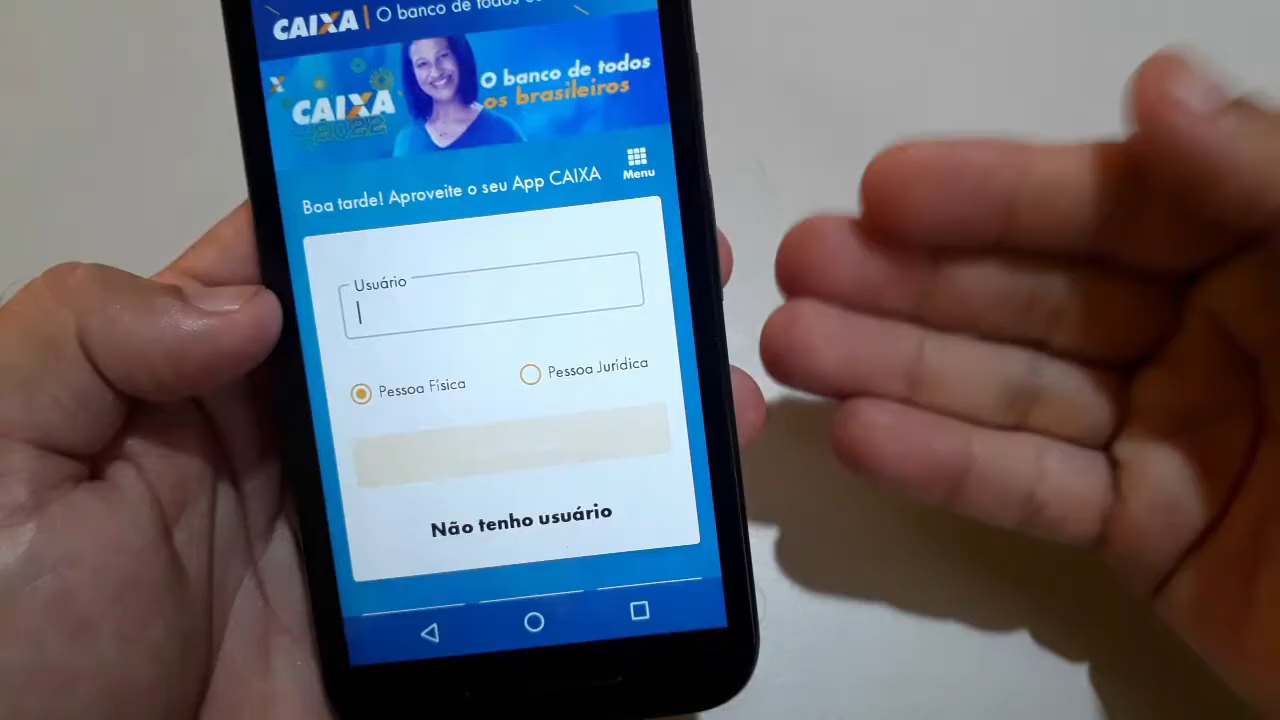 CAIXA | O banco de todos
O banco de todos
os brasileiros
CAIXA
2022
Boa tarde! Aproveite o seu App CAIXA
Menu
Usuário
Pessoa Física
Pessoa Jurídica
Não tenho usuário